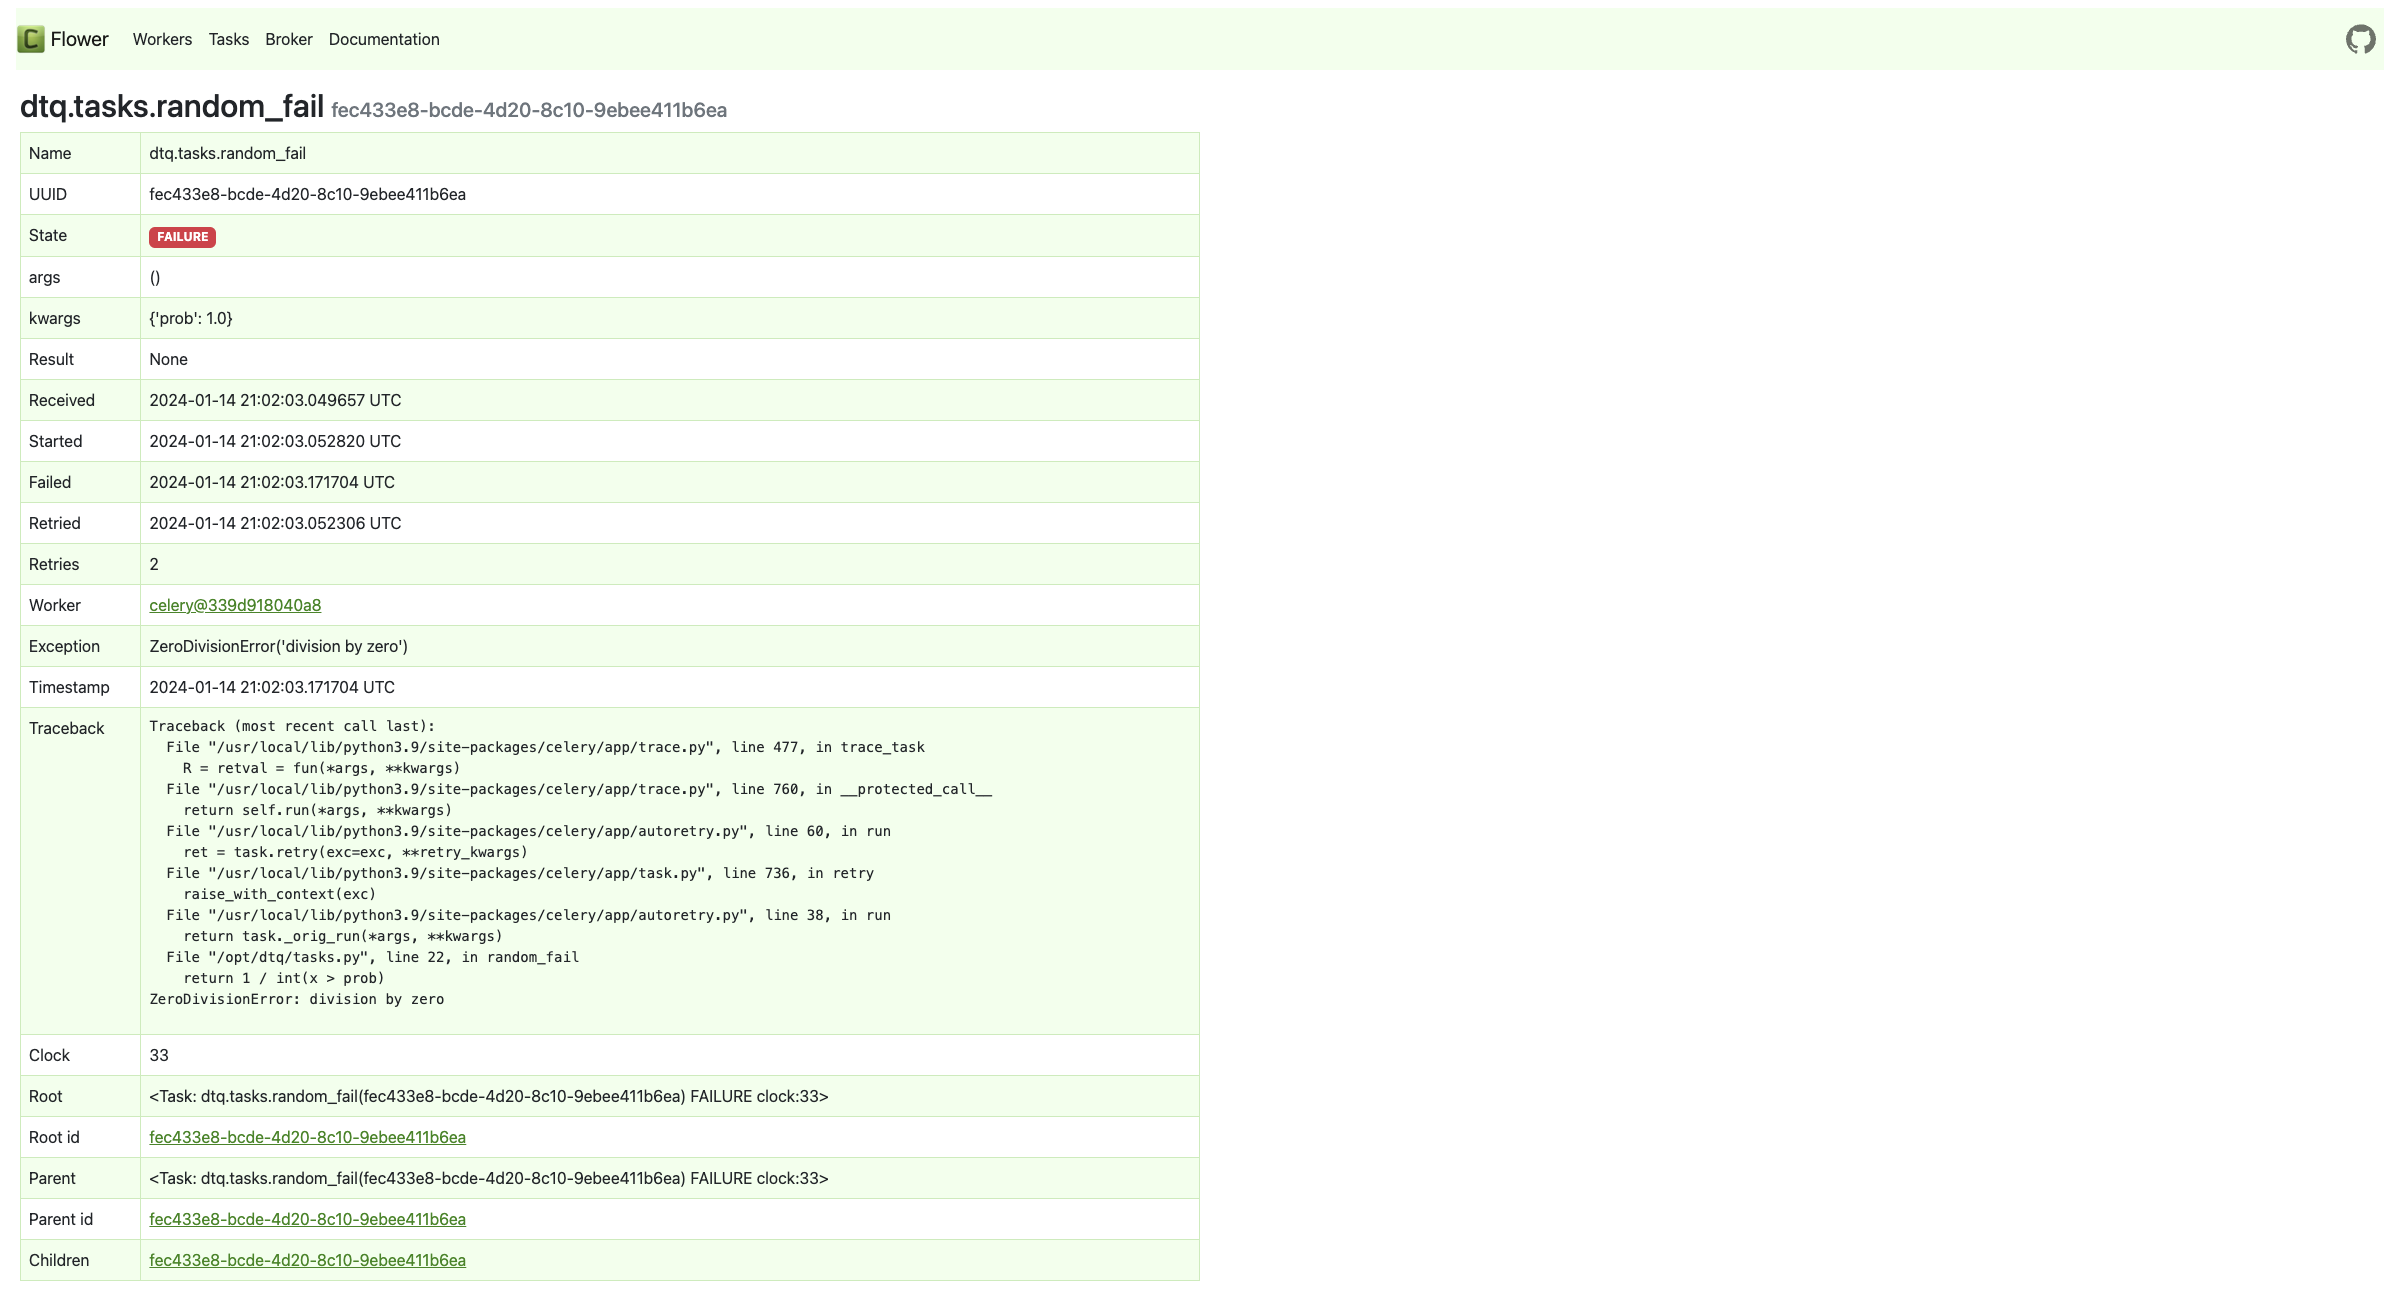 Flower Workers Tasks Broker Documentation
dtq.tasks.random_fail fec433e8-bcde-4d20-8c10-9ebee411b6ea
Name dtq.tasks.random_fail
UUID fec433e8-bcde-4d20-8c10-9ebee411b6ea
State FAILURE
args ()
kwargs {'prob': 1.0}
Result None
Received 2024-01-14 21:02:03.049657 UTC
Started 2024-01-14 21:02:03.052820 UTC
Failed 2024-01-14 21:02:03.171704 UTC
Retried 2024-01-14 21:02:03.052306 UTC
Retries 2
Worker celery@339d918040a8
Exception ZeroDivisionError('division by zero')
Timestamp 2024-01-14 21:02:03.171704 UTC
Traceback Traceback (most recent call last):
  File "/usr/local/lib/python3.9/site-packages/celery/app/trace.py", line 477, in trace_task
    R = retval = fun(*args, **kwargs)
  File "/usr/local/lib/python3.9/site-packages/celery/app/trace.py", line 760, in __protected_call__
    return self.run(*args, **kwargs)
  File "/usr/local/lib/python3.9/site-packages/celery/app/autoretry.py", line 60, in run
    ret = task.retry(exc=exc, **retry_kwargs)
  File "/usr/local/lib/python3.9/site-packages/celery/app/task.py", line 736, in retry
    raise_with_context(exc)
  File "/usr/local/lib/python3.9/site-packages/celery/app/autoretry.py", line 38, in run
    return task._orig_run(*args, **kwargs)
  File "/opt/dtq/tasks.py", line 22, in random_fail
    return 1 / int(x > prob)
ZeroDivisionError: division by zero
Clock 33
Root <Task: dtq.tasks.random_fail(fec433e8-bcde-4d20-8c10-9ebee411b6ea) FAILURE clock:33>
Root id fec433e8-bcde-4d20-8c10-9ebee411b6ea
Parent <Task: dtq.tasks.random_fail(fec433e8-bcde-4d20-8c10-9ebee411b6ea) FAILURE clock:33>
Parent id fec433e8-bcde-4d20-8c10-9ebee411b6ea
Children fec433e8-bcde-4d20-8c10-9ebee411b6ea